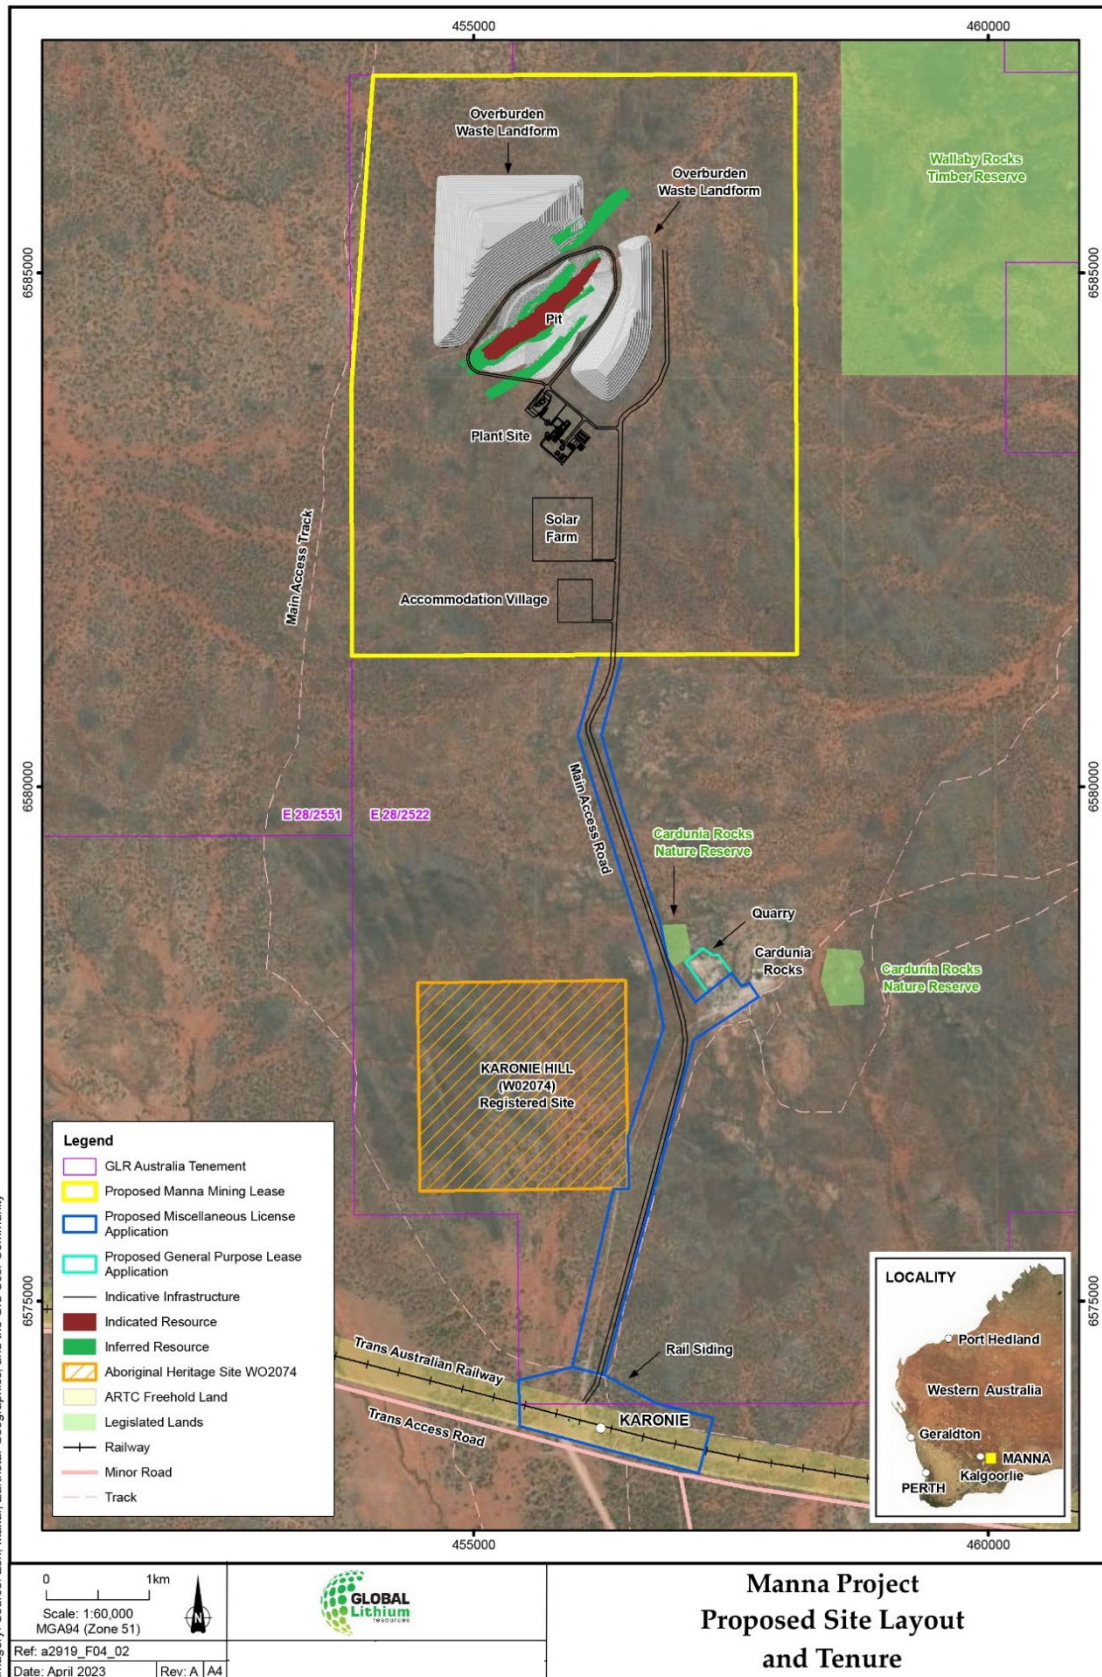 455000
460000
Overburden
Waste Landform
Overburden
Waste Landform
Wallaby Rocks
Timber Reserve
6585000
6585000
Pit
Plant Site
Solar
Farm
Main Access Track
Accommodation Village
6580000
6580000
E 28/2551
E 28/2522
Main Access Road
Cardunia Rocks
Nature Reserve
Quarry
Cardunia
Rocks
Cardunia Rocks
Nature Reserve
KARONIE HILL
(W02074)
Registered Site
Legend
GLR Australia Tenement
Proposed Manna Mining Lease
Proposed Miscellaneous License
Application
Proposed General Purpose Lease
Application
Indicative Infrastructure
Indicated Resource
Inferred Resource
Aboriginal Heritage Site WO2074
ARTC Freehold Land
Legislated Lands
Railway
Minor Road
Track
6575000
6575000
Trans Australian Railway
Trans Access Road
Rail Siding
KARONIE
LOCALITY
Port Hedland
Western Australia
Geraldton
MANNA
Kalgoorlie
PERTH
455000
460000
0 1km
Scale: 1:60,000
MGA94 (Zone 51)
N
Ref: a2919_F04_02
Date: April 2023
Rev: A
A4
GLOBAL
Lithium
resources
Manna Project
Proposed Site Layout
and Tenure